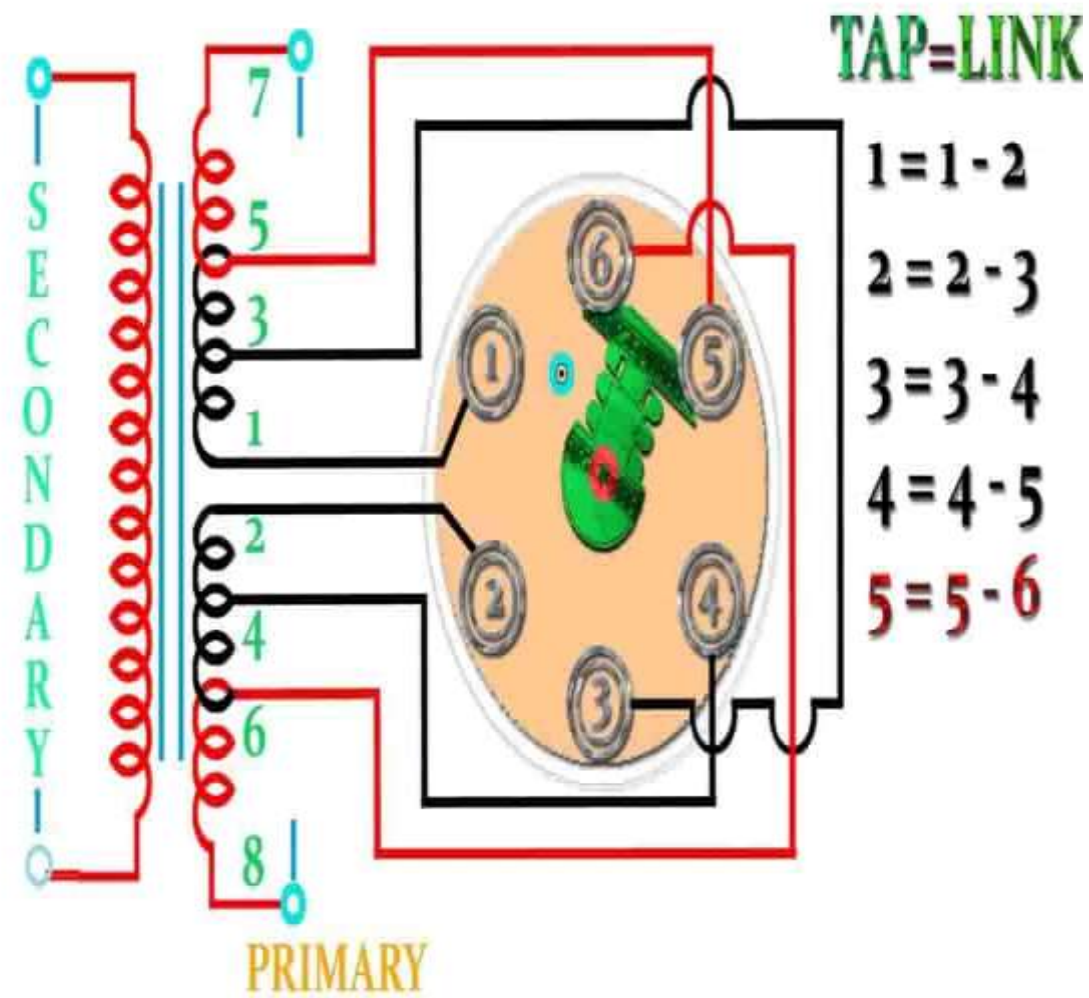 TAP=LINK
1 = 1 - 2
2 = 2 - 3
3 = 3 - 4
4 = 4 - 5
5 = 5 - 6
SECONDARY
7
5
3
1
2
4
6
8
6
1
5
2
4
3
PRIMARY